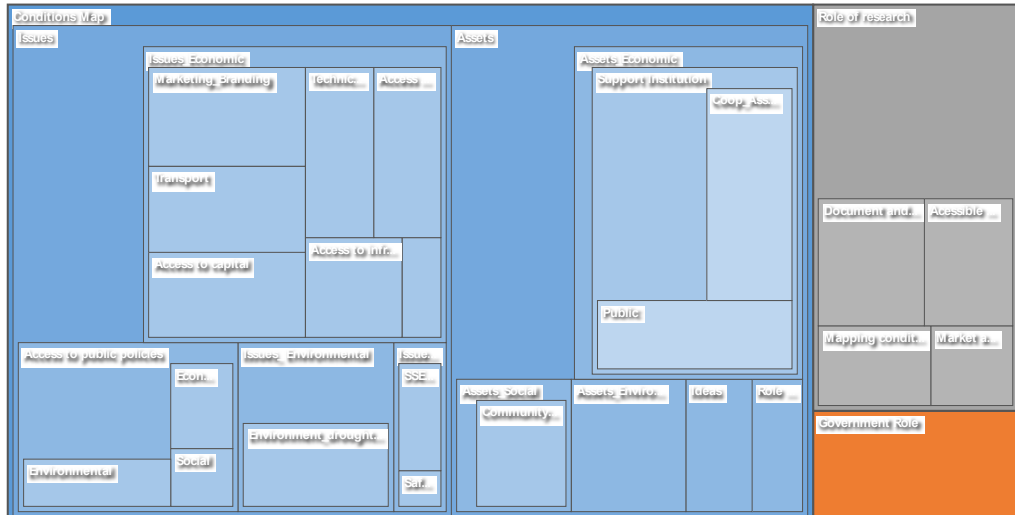 Conditions Map
Issues
Issues_Economic
Marketing_Branding
Technic...
Access ...
Transport
Access to capital
Access to infr...
Access to public policies
Econ...
Environmental
Social
Issues_Environmental
Environment_drought...
Issue...
SSE...
Saf...
Assets
Assets_Economic
Support Institution
Coop_Ass...
Public
Assets_Social
Community...
Assets_Enviro...
Ideas
Role ...
Role of research
Document and...
Acessible ...
Mapping condit...
Market a...
Government Role